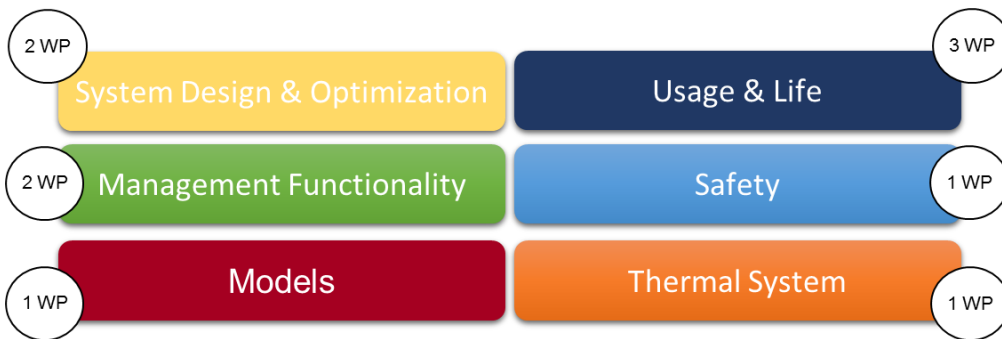 2 WP
3 WP
System Design & Optimization
Usage & Life
2 WP
Management Functionality
Safety
1 WP
1 WP
Models
Thermal System
1 WP